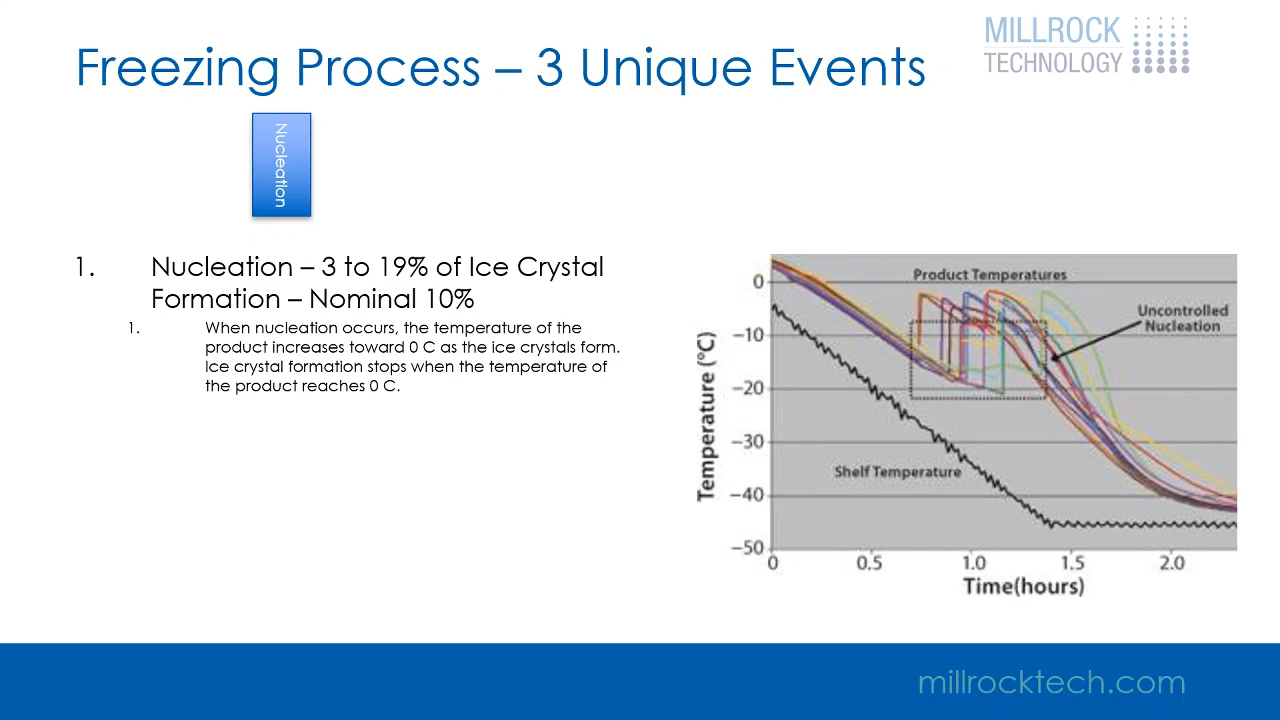 MILLROCK
TECHNOLOGY
Freezing Process – 3 Unique Events
Nucleation
1. Nucleation – 3 to 19% of Ice Crystal
Formation – Nominal 10%
1. When nucleation occurs, the temperature of the
product increases toward 0 C as the ice crystals form.
Ice crystal formation stops when the temperature of
the product reaches 0 C.
Product Temperatures
Uncontrolled
Nucleation
Shelf Temperature
Temperature (°C)
0
−10
−20
−30
−40
−50
0 0.5 1.0 1.5 2.0
Time(hours)
millrocktech.com